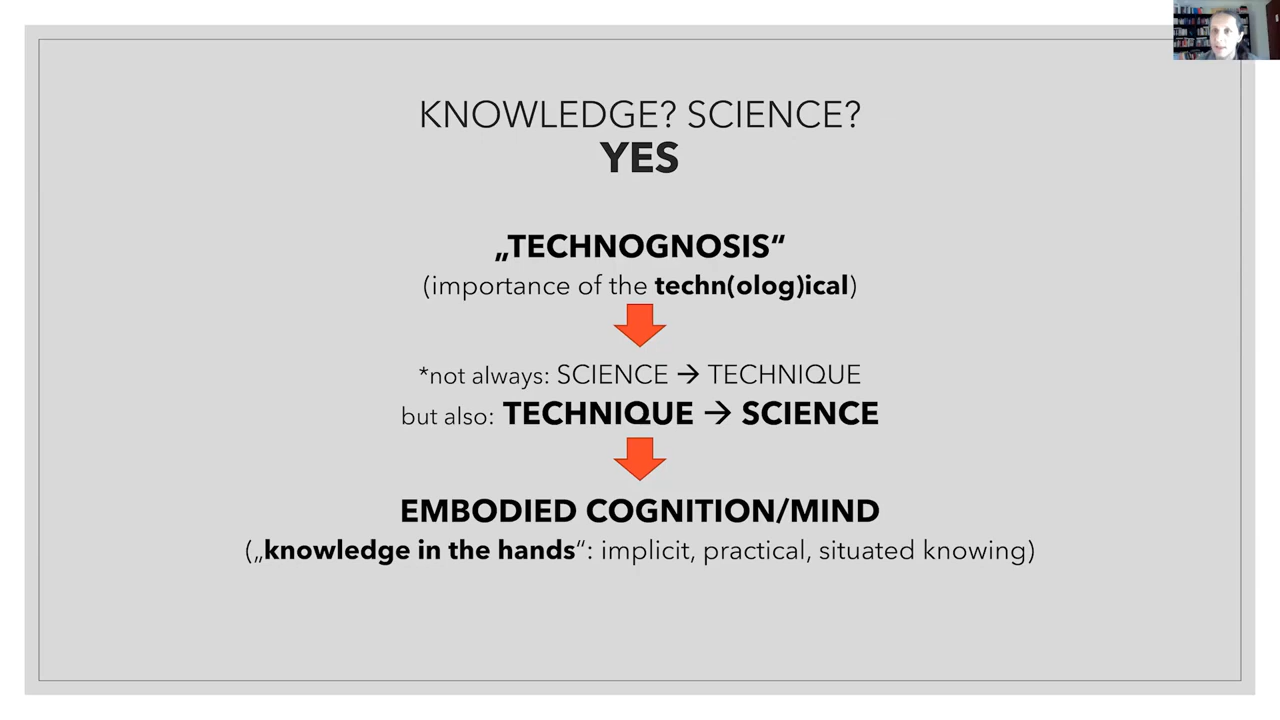 KNOWLEDGE? SCIENCE?
YES
„TECHNOGNOSIS“
(importance of the techn(olog)ical)
*not always: SCIENCE → TECHNIQUE
but also: TECHNIQUE → SCIENCE
EMBODIED COGNITION/MIND
(„knowledge in the hands“: implicit, practical, situated knowing)